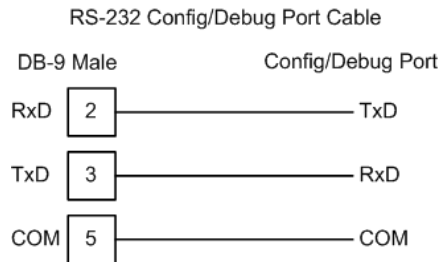 RS-232 Config/Debug Port Cable
DB-9 Male Config/Debug Port
RxD 2 TxD
TxD 3 RxD
COM 5 COM